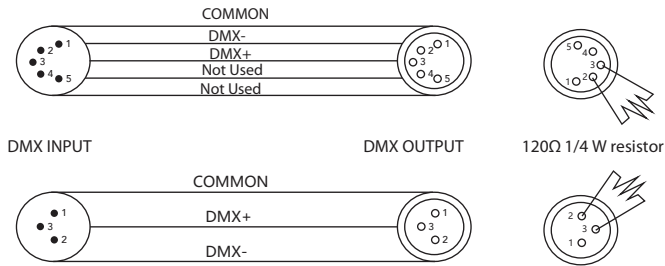 COMMON
DMX-
DMX+
Not Used
Not Used
1
2
3
4
5
1
2
3
4
5
5
4
3
2
1
DMX INPUT
DMX OUTPUT
120Ω 1/4 W resistor
COMMON
DMX+
DMX-
1
3
2
1
3
2
2
3
1